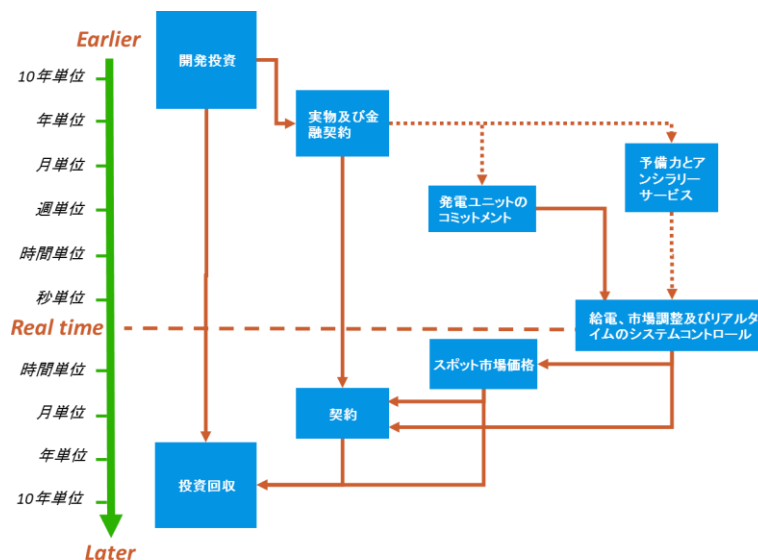 Earlier
10年単位
年単位
月単位
週単位
時間単位
秒単位
Real time
時間単位
月単位
年単位
10年単位
Later
開発投資
実物及び金
融契約
予備力とア
ンシラリー
サービス
発電ユニットの
コミットメント
給電、市場調整及びリアルタ
イムのシステムコントロール
スポット市場価格
契約
投資回収